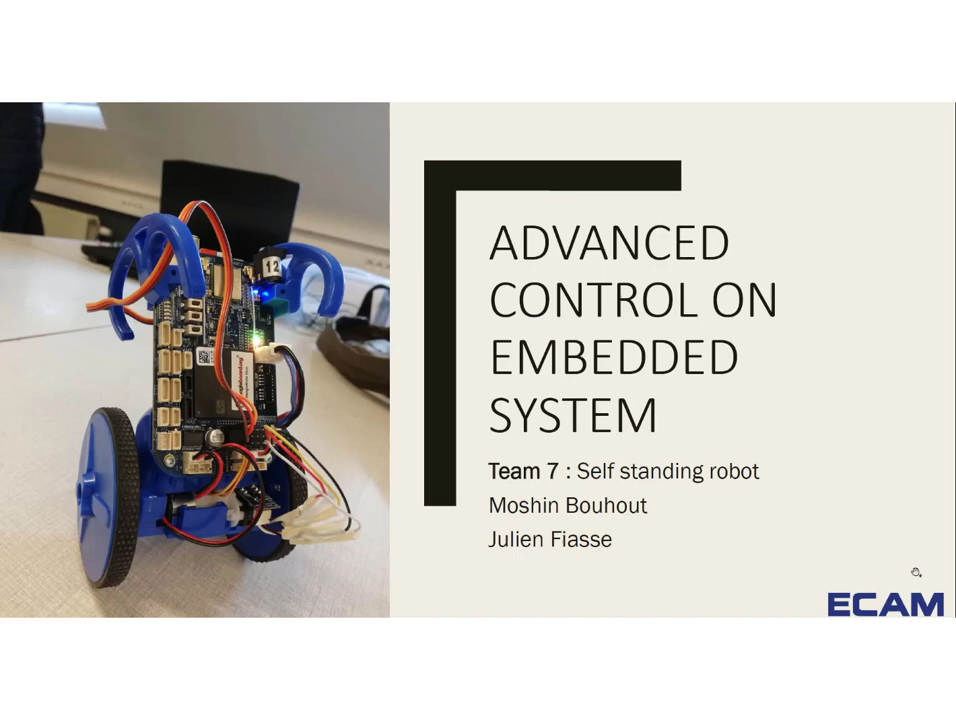 12
ADVANCED
CONTROL ON
EMBEDDED
SYSTEM
Team 7 : Self standing robot
Moshin Bouhout
Julien Fiasse
ECAM